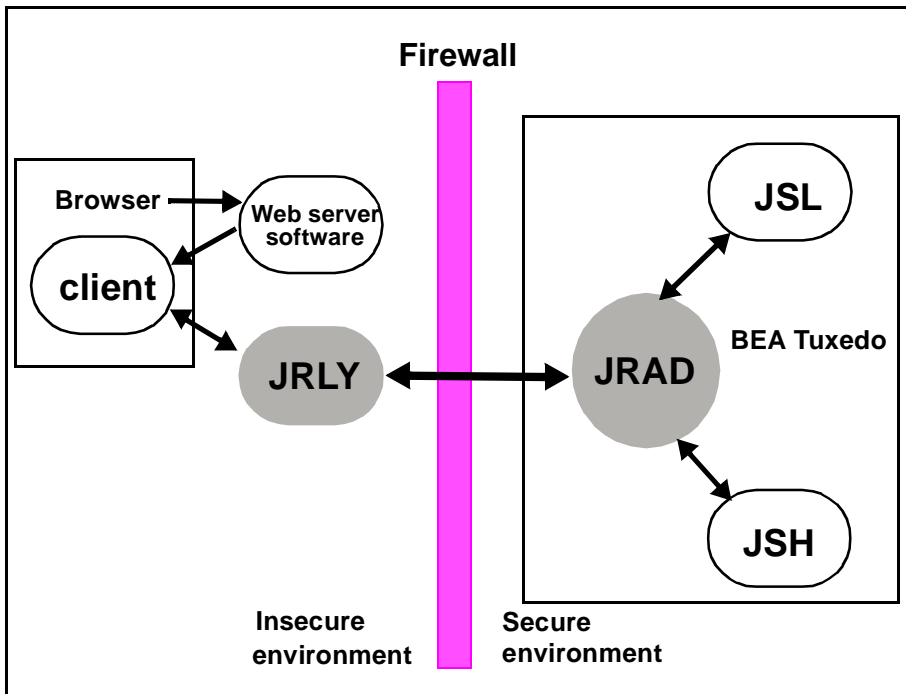 Firewall
Browser
Web server
software
client
JRLY
JSL
JRAD
BEA Tuxedo
JSH
Insecure
environment
Secure
environment